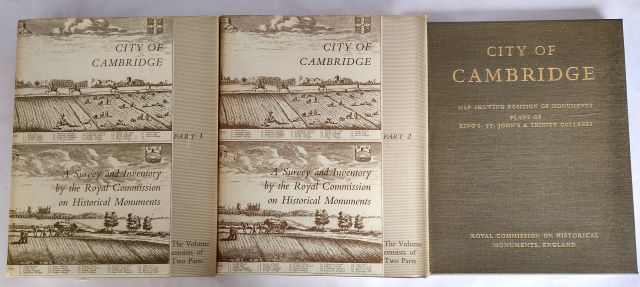 CITY OF
CAMBRIDGE
PART 1
A Survey and Inventory
by the Royal Commission
on Historical Monuments
The Volume
consists of
Two Parts
CITY OF
CAMBRIDGE
PART 2
A Survey and Inventory
by the Royal Commission
on Historical Monuments
The Volume
consists of
Two Parts
CITY OF
CAMBRIDGE
MAP SHOWING POSITION OF MONUMENTS
PLANS OF
KING'S, ST. JOHN'S & TRINITY COLLEGES
ROYAL COMMISSION ON HISTORICAL
MONUMENTS, ENGLAND